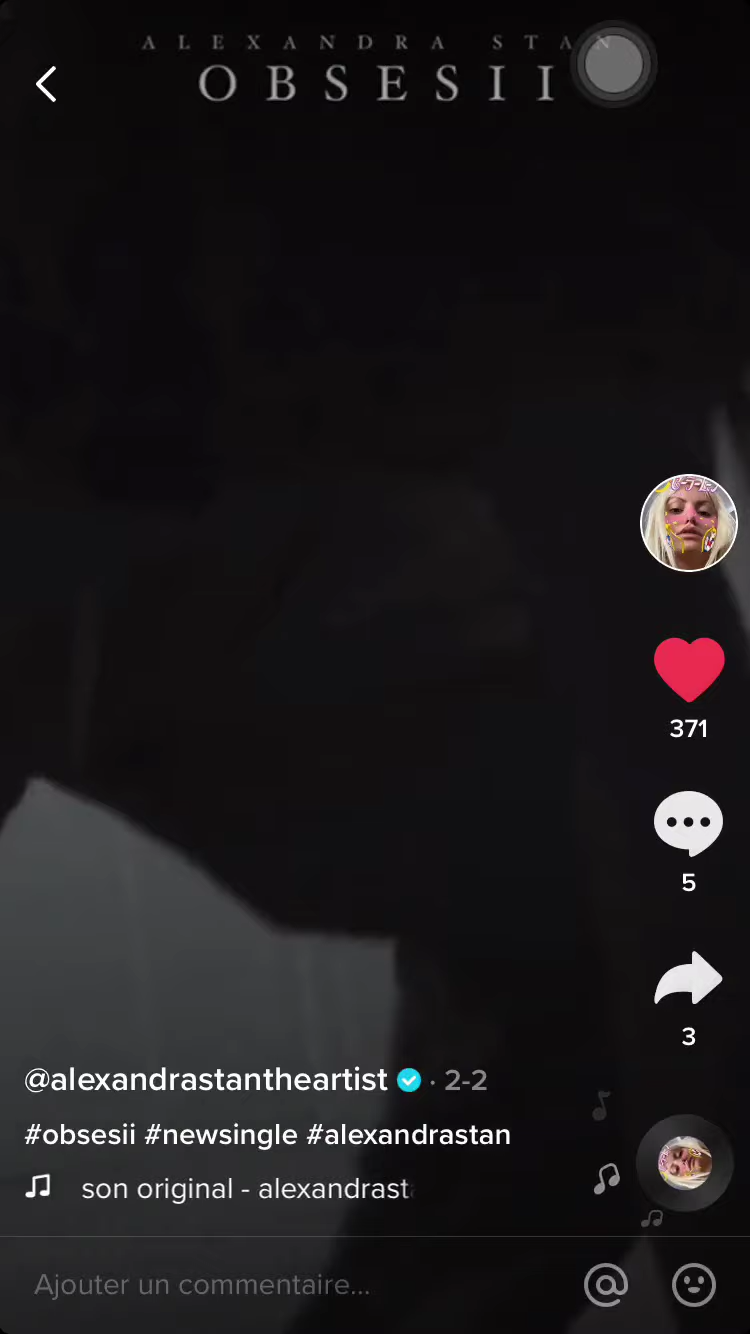 ALEXANDRA STAN
OBSESII
371
5
3
@alexandrastantheartist · 2-2
#obsesii #newsingle #alexandrastan
son original - alexandrast
Ajouter un commentaire...